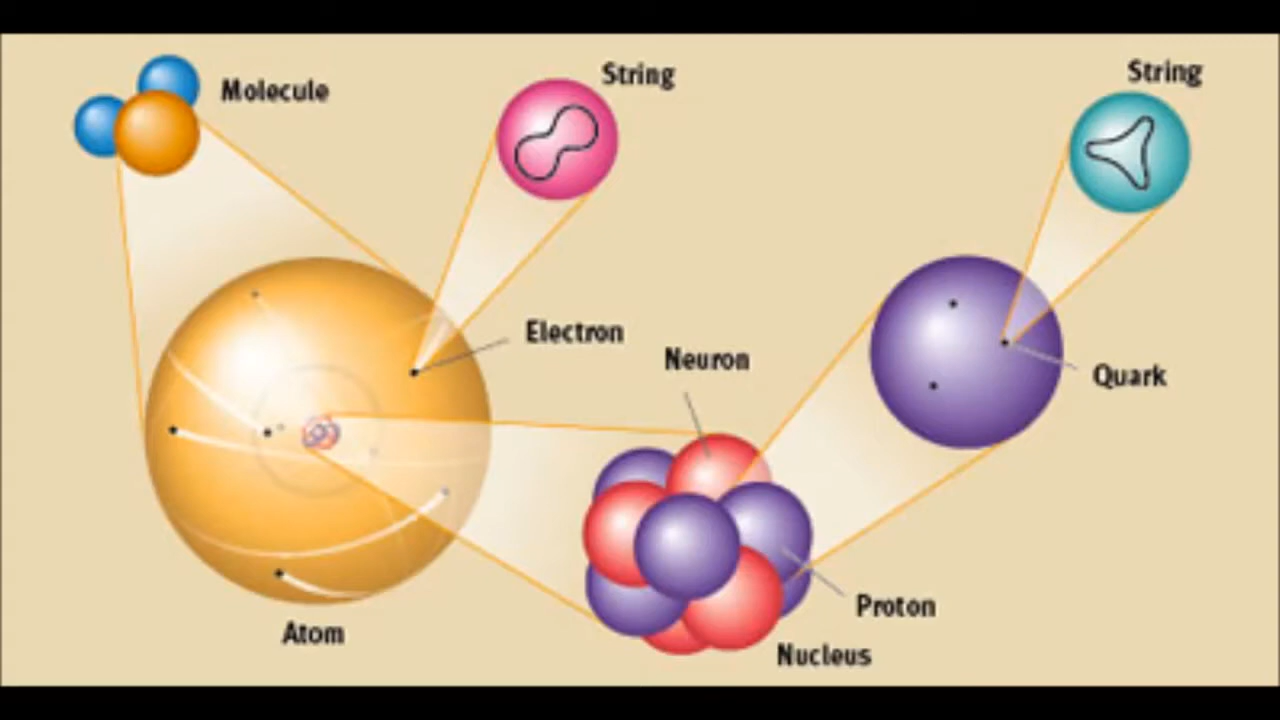 Molecule
String
String
Electron
Neuron
Quark
Proton
Atom
Nucleus